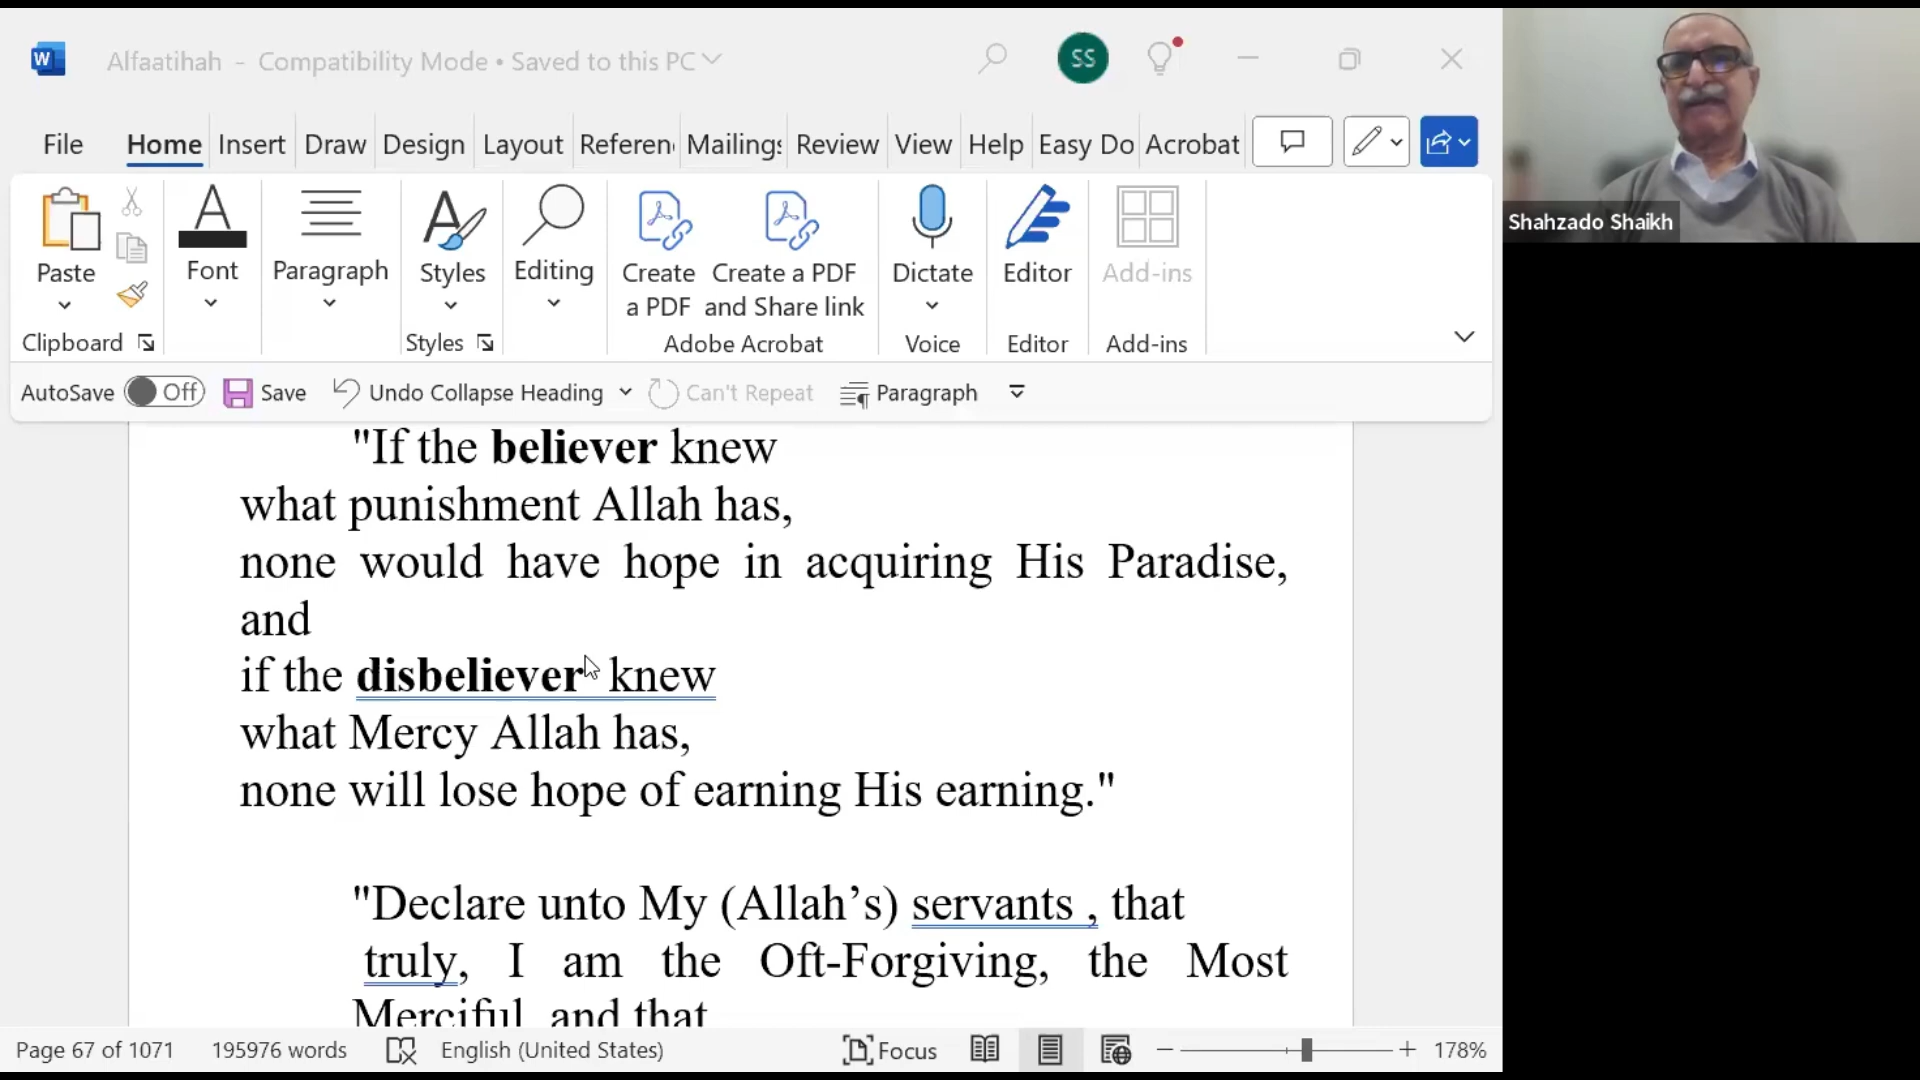 W Alfaatihah - Compatibility Mode • Saved to this PC SS
File Home Insert Draw Design Layout Referen Mailings Review View Help Easy Do Acrobat
Paste Font Paragraph Styles Editing Create a PDF Create a PDF and Share link Dictate Editor Add-ins
Clipboard Styles Adobe Acrobat Voice Editor Add-ins
AutoSave Off Save Undo Collapse Heading Can't Repeat Paragraph
"If the believer knew
what punishment Allah has,
none would have hope in acquiring His Paradise,
and
if the disbeliever knew
what Mercy Allah has,
none will lose hope of earning His earning."
"Declare unto My (Allah’s) servants , that
truly, I am the Oft-Forgiving, the Most
Merciful and that
Page 67 of 1071 195976 words English (United States) Focus 178%
Shahzado Shaikh